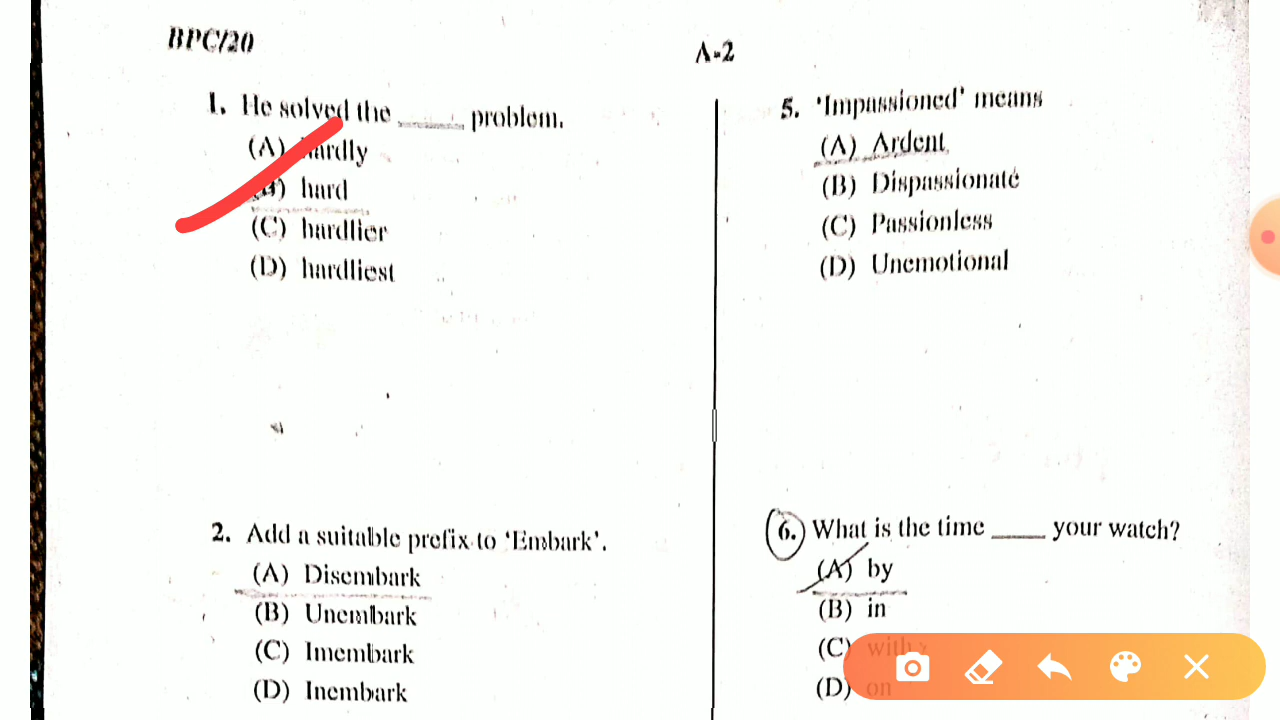 BPC/20
A-2
1. He solved the _____ problem.
(A) hardly
(B) hard
(C) hardlier
(D) hardliest
2. Add a suitable prefix to ‘Embark’.
(A) Disembark
(B) Unembark
(C) Imembark
(D) Inembark
5. ‘Impassioned’ means
(A) Ardent
(B) Dispassionate
(C) Passionless
(D) Unemotional
6. What is the time _____ your watch?
(A) by
(B) in
(C) with
(D) on